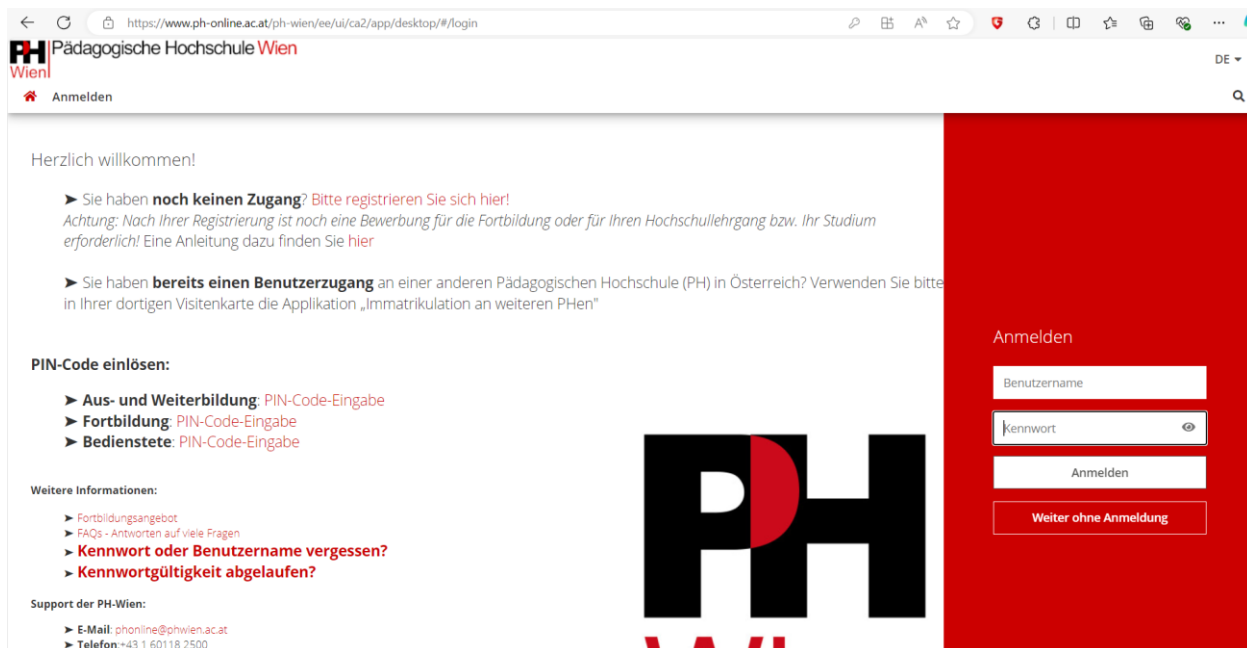 https://www.ph-online.ac.at/ph-wien/ee/ui/ca2/app/desktop/#/login
PH Wien
Pädagogische Hochschule Wien
DE
Anmelden
Herzlich willkommen!
➤ Sie haben noch keinen Zugang? Bitte registrieren Sie sich hier!
Achtung: Nach Ihrer Registrierung ist noch eine Bewerbung für die Fortbildung oder für Ihren Hochschullehrgang bzw. Ihr Studium
erforderlich! Eine Anleitung dazu finden Sie hier
➤ Sie haben bereits einen Benutzerzugang an einer anderen Pädagogischen Hochschule (PH) in Österreich? Verwenden Sie bitte
in Ihrer dortigen Visitenkarte die Applikation „Immatrikulation an weiteren PHen"
PIN-Code einlösen:
➤ Aus- und Weiterbildung: PIN-Code-Eingabe
➤ Fortbildung: PIN-Code-Eingabe
➤ Bedienstete: PIN-Code-Eingabe
Weitere Informationen:
➤ Fortbildungsangebot
➤ FAQs - Antworten auf viele Fragen
➤ Kennwort oder Benutzername vergessen?
➤ Kennwortgültigkeit abgelaufen?
Support der PH-Wien:
➤ E-Mail: phonline@phwien.ac.at
➤ Telefon:+43 1 60118 2500
PH
Anmelden
Benutzername
Kennwort
Anmelden
Weiter ohne Anmeldung